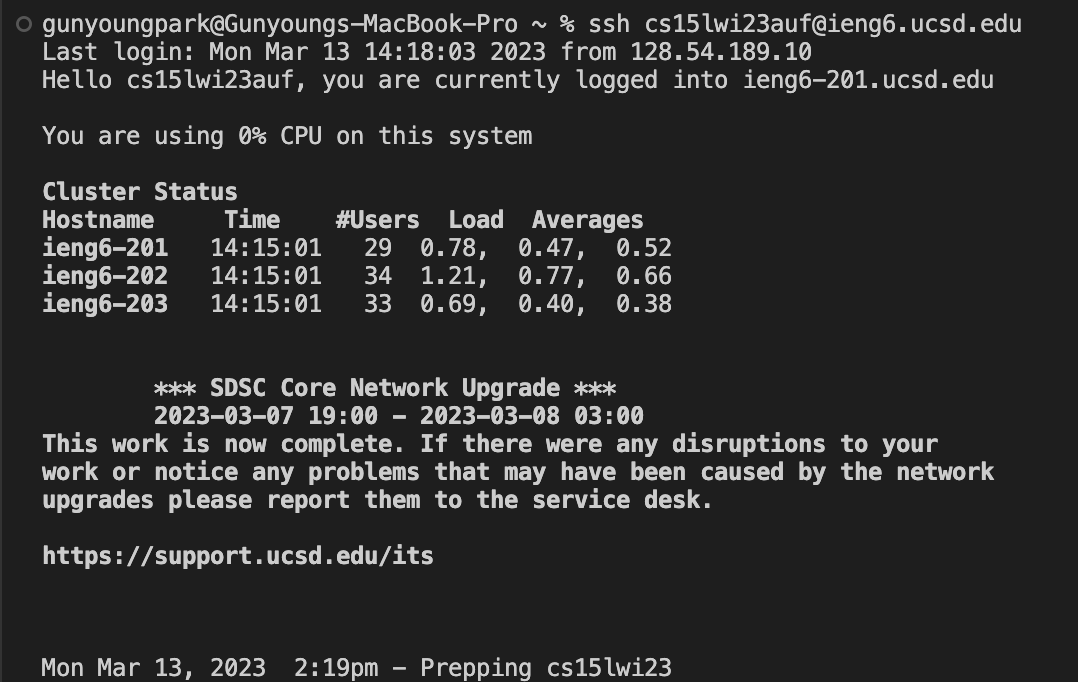 gunyoungpark@Gunyoungs-MacBook-Pro ~ % ssh cs15lwi23auf@ieng6.ucsd.edu
Last login: Mon Mar 13 14:18:03 2023 from 128.54.189.10
Hello cs15lwi23auf, you are currently logged into ieng6-201.ucsd.edu
You are using 0% CPU on this system
Cluster Status
Hostname     Time    #Users  Load  Averages
ieng6-201   14:15:01   29  0.78,  0.47,  0.52
ieng6-202   14:15:01   34  1.21,  0.77,  0.66
ieng6-203   14:15:01   33  0.69,  0.40,  0.38
*** SDSC Core Network Upgrade ***
2023-03-07 19:00 - 2023-03-08 03:00
This work is now complete. If there were any disruptions to your
work or notice any problems that may have been caused by the network
upgrades please report them to the service desk.
https://support.ucsd.edu/its
Mon Mar 13, 2023  2:19pm - Prepping cs15lwi23